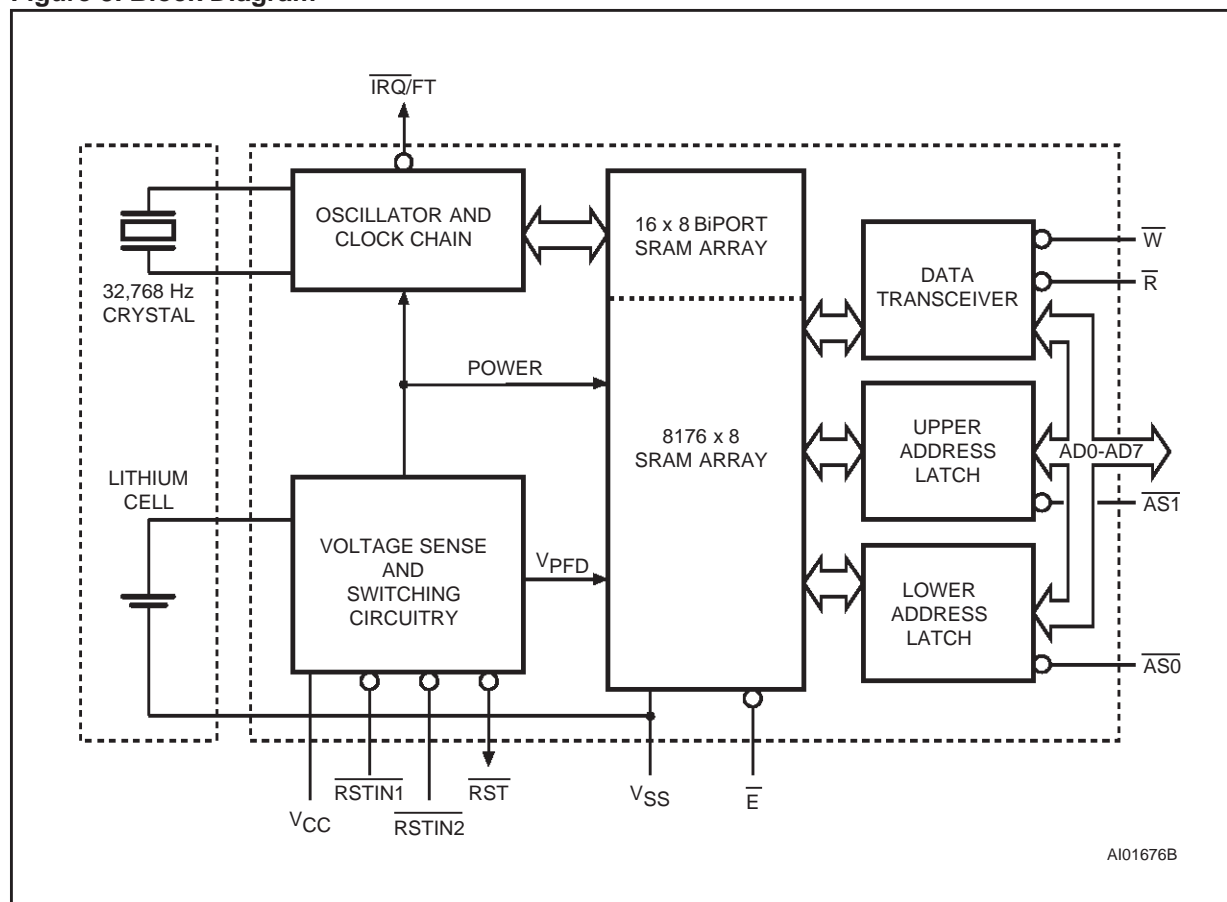 IRQ/FT
OSCILLATOR AND
CLOCK CHAIN
16 x 8 BiPORT
SRAM ARRAY
DATA
TRANSCEIVER
W
R
32,768 Hz
CRYSTAL
POWER
8176 x 8
SRAM ARRAY
UPPER
ADDRESS
LATCH
AD0-AD7
AS1
LITHIUM
CELL
VOLTAGE SENSE
AND
SWITCHING
CIRCUITRY
VPFD
LOWER
ADDRESS
LATCH
AS0
VCC
RSTIN1
RSTIN2
RST
VSS
E
AI01676B